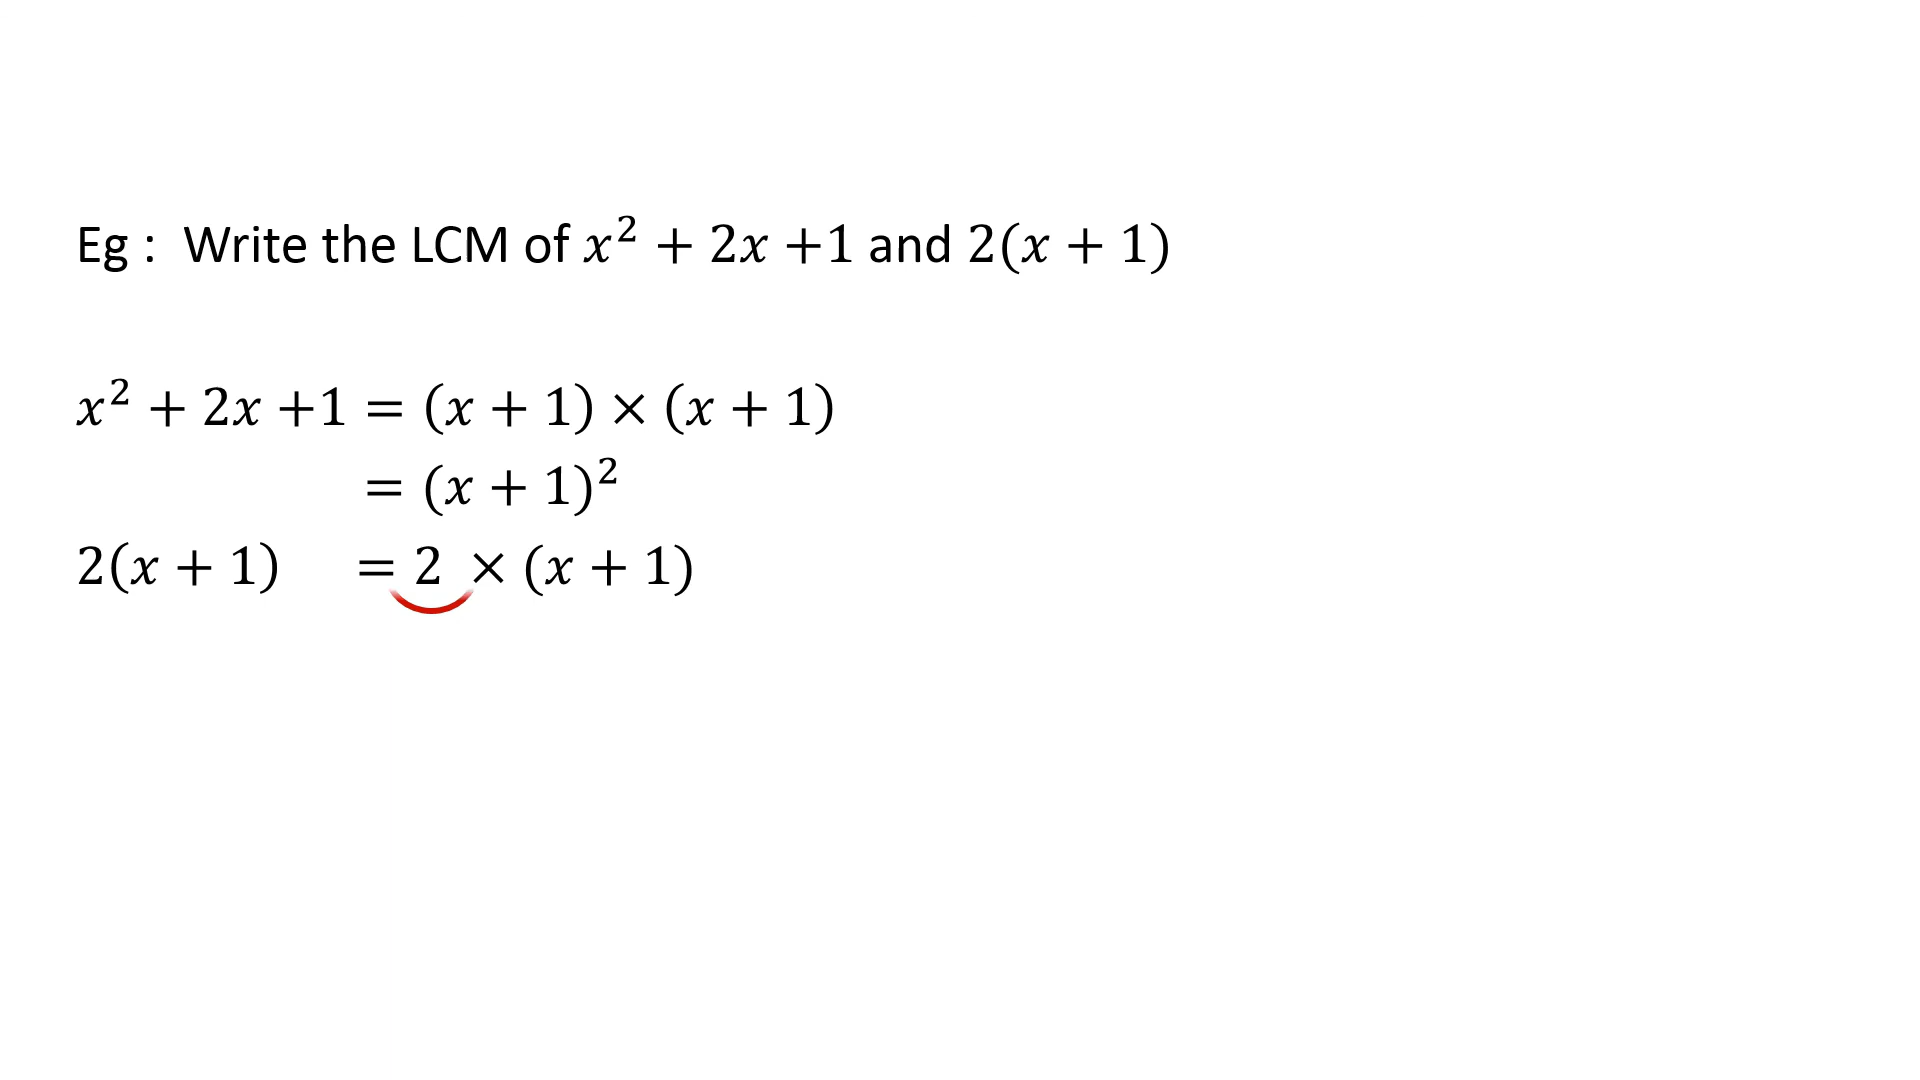 Eg :  Write the LCM of 𝑥² + 2𝑥 +1 and 2(𝑥 + 1)
𝑥² + 2𝑥 +1 = (𝑥 + 1) × (𝑥 + 1)
= (𝑥 + 1)²
2(𝑥 + 1) = 2 × (𝑥 + 1)